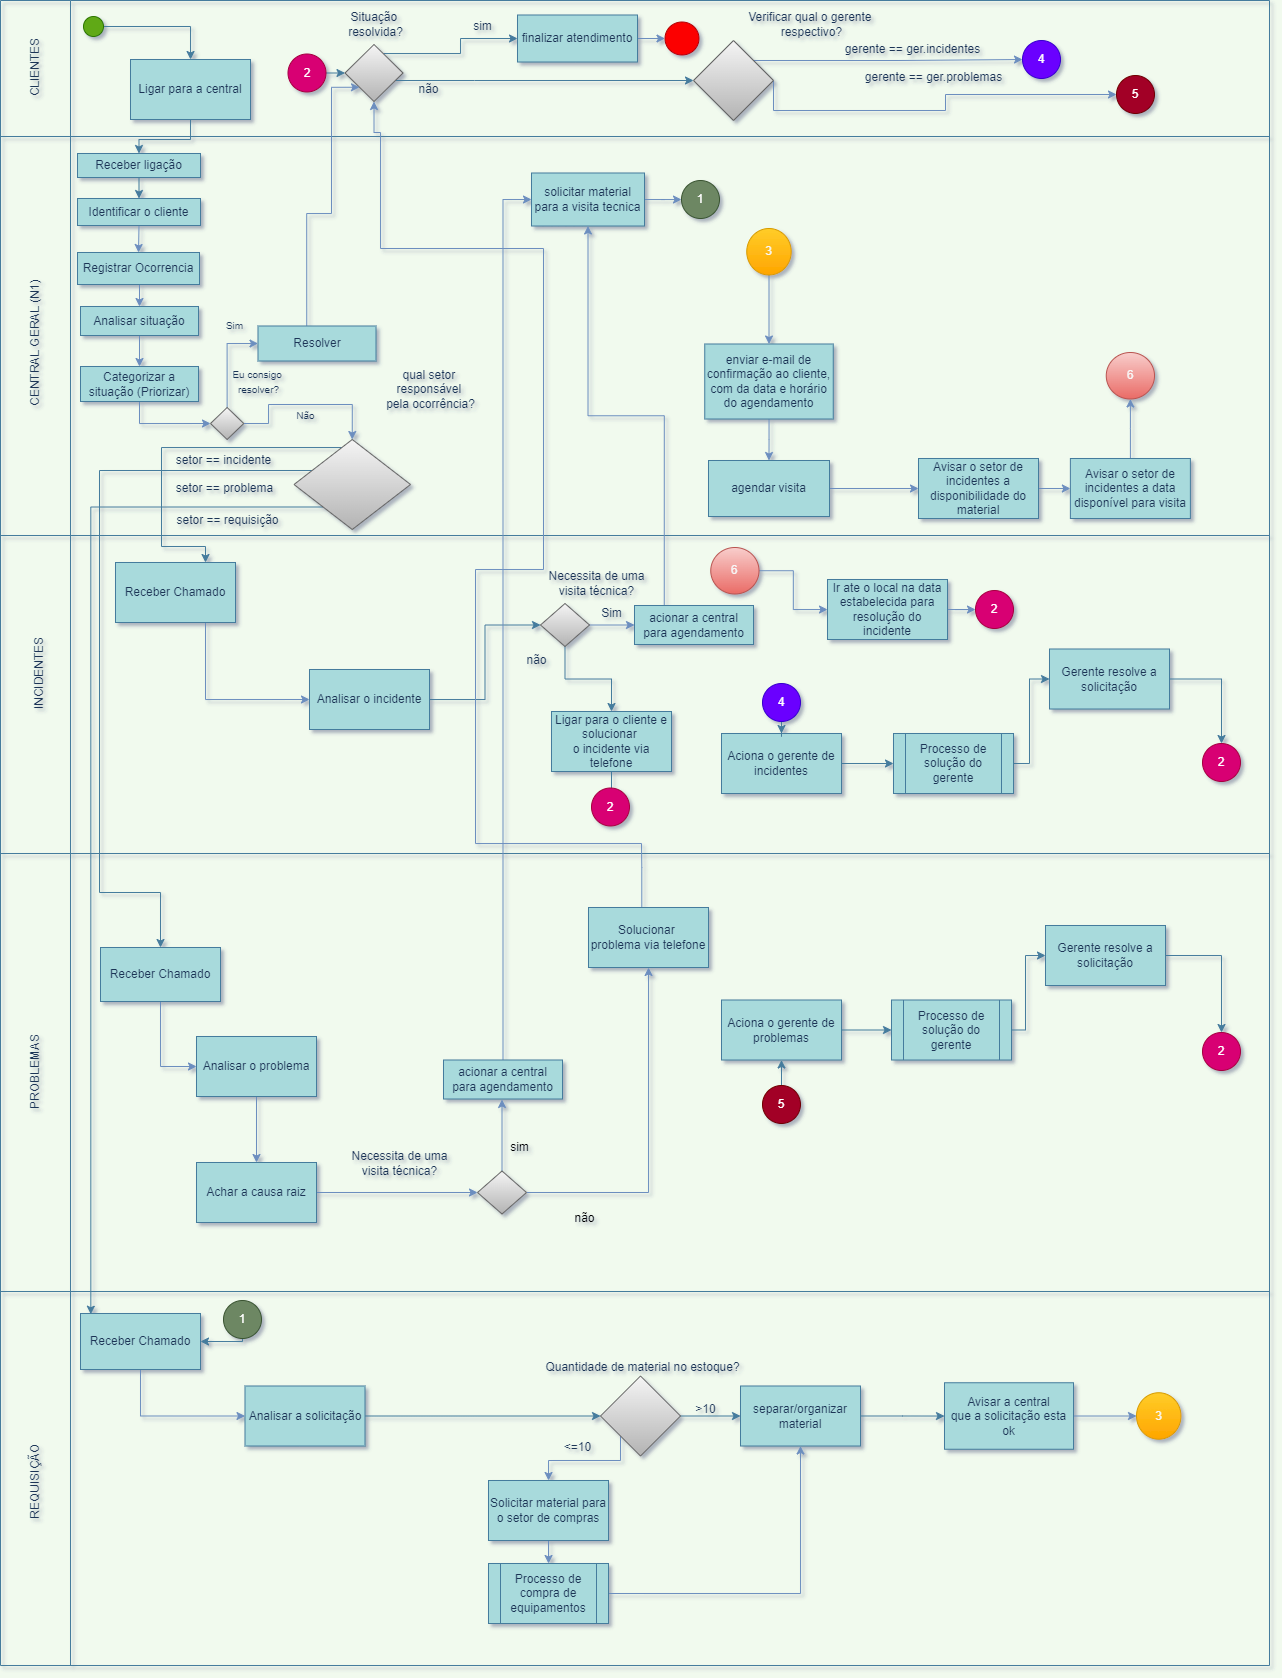 CLIENTES
Ligar para a central
2
Situação
resolvida?
sim
não
finalizar atendimento
Verificar qual o gerente
respectivo?
gerente == ger.incidentes
gerente == ger.problemas
4
5
CENTRAL GERAL (N1)
Receber ligação
Identificar o cliente
Registrar Ocorrencia
Analisar situação
Categorizar a
situação (Priorizar)
Sim
Eu consigo
resolver?
Não
Resolver
qual setor
responsável
pela ocorrência?
setor == incidente
setor == problema
setor == requisição
solicitar material
para a visita tecnica
1
3
enviar e-mail de
confirmação ao cliente,
com da data e horário
do agendamento
agendar visita
Avisar o setor de
incidentes a
disponibilidade do
material
Avisar o setor de
incidentes a data
disponível para visita
6
INCIDENTES
Receber Chamado
Analisar o incidente
Necessita de uma
visita técnica?
Sim
não
acionar a central
para agendamento
Ligar para o cliente e
solucionar
o incidente via
telefone
2
6
Ir ate o local na data
estabelecida para
resolução do
incidente
2
4
Aciona o gerente de
incidentes
Processo de
solução do
gerente
Gerente resolve a
solicitação
2
PROBLEMAS
Receber Chamado
Analisar o problema
Achar a causa raiz
Necessita de uma
visita técnica?
sim
não
acionar a central
para agendamento
Solucionar
problema via telefone
Aciona o gerente de
problemas
5
Processo de
solução do
gerente
Gerente resolve a
solicitação
2
REQUISIÇÃO
Receber Chamado
1
Analisar a solicitação
Quantidade de material no estoque?
>10
<=10
Solicitar material para
o setor de compras
Processo de
compra de
equipamentos
separar/organizar
material
Avisar a central
que a solicitação esta
ok
3